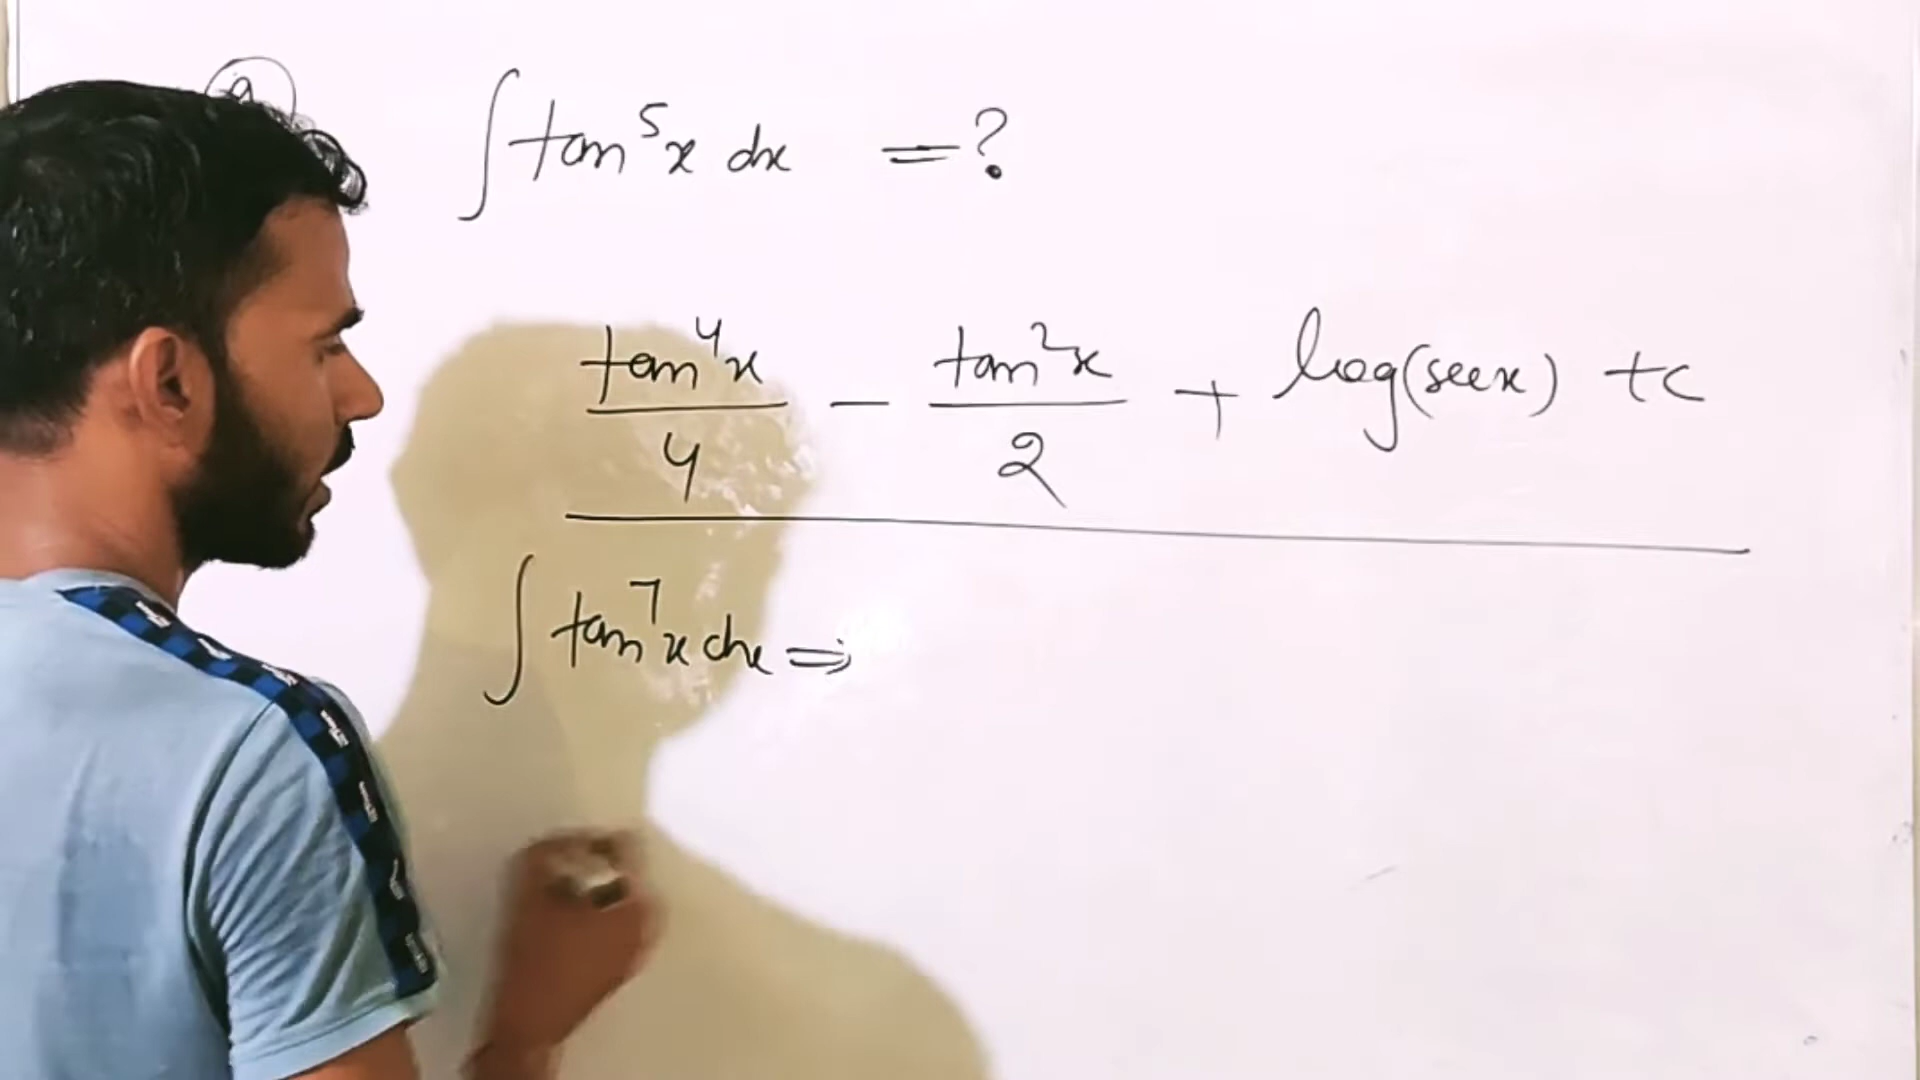 ∫ tan⁵x dx = ?
tan⁴x/4 − tan²x/2 + log(secx) + c
∫ tan⁷x dx =